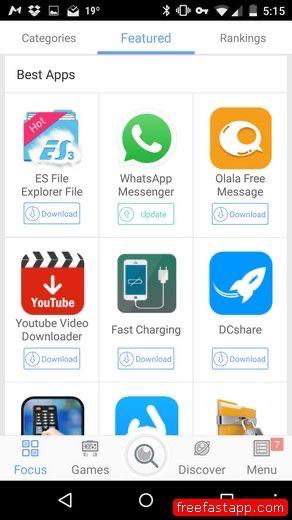 19°
5:15
Categories
Featured
Rankings
Best Apps
Hot
ES3
ES File
Explorer File
Download
WhatsApp
Messenger
Update
Olala Free
Message
Download
YouTube
Youtube Video
Downloader
Download
Fast Charging
Download
DCshare
Download
7
Focus
Games
Discover
Menu
freefastapp.com